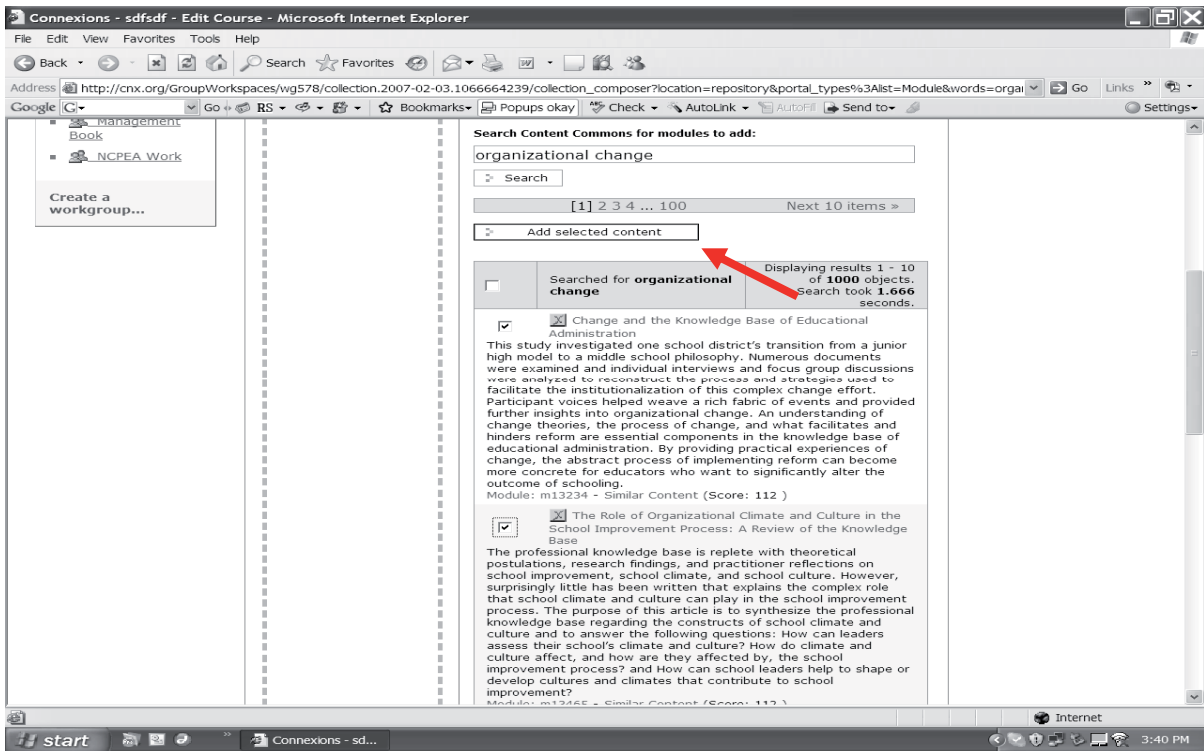 Connexions - sdfsdf - Edit Course - Microsoft Internet Explorer
File Edit View Favorites Tools Help
Back Search Favorites
Address http://cnx.org/GroupWorkspaces/wg578/collection.2007-02-03.1066664239/collection_composer?location=repository&portal_types%3Alist=Module&words=orga Go Links »
Google G Go RS Bookmarks Popups okay Check AutoLink AutoFill Send to Settings
Management
Book
NCPEA Work
Create a
workgroup...
Search Content Commons for modules to add:
organizational change
Search
[1] 2 3 4 ... 100 Next 10 items »
Add selected content
Searched for organizational
change
Displaying results 1 - 10
of 1000 objects.
Search took 1.666
seconds.
Change and the Knowledge Base of Educational
Administration
This study investigated one school district's transition from a junior
high model to a middle school philosophy. Numerous documents
were examined and individual interviews and focus group discussions
were analyzed to reconstruct the process and strategies used to
facilitate the institutionalization of this complex change effort.
Participant voices helped weave a rich fabric of events and provided
further insights into organizational change. An understanding of
change theories, the process of change, and what facilitates and
hinders reform are essential components in the knowledge base of
educational administration. By providing practical experiences of
change, the abstract process of implementing reform can become
more concrete for educators who want to significantly alter the
outcome of schooling.
Module: m13234 - Similar Content (Score: 112 )
The Role of Organizational Climate and Culture in the
School Improvement Process: A Review of the Knowledge
Base
The professional knowledge base is replete with theoretical
postulations, research findings, and practitioner reflections on
school improvement, school climate, and school culture. However,
surprisingly little has been written that explains the complex role
that school climate and culture can play in the school improvement
process. The purpose of this article is to synthesize the professional
knowledge base regarding the constructs of school climate and
culture and to answer the following questions: How can leaders
assess their school's climate and culture? How do climate and
culture affect, and how are they affected by, the school
improvement process? and How can school leaders help to shape or
develop cultures and climates that contribute to school
improvement?
Module: m13465 - Similar Content (Score: 112 )
Internet
start » Connexions - sd... 3:40 PM